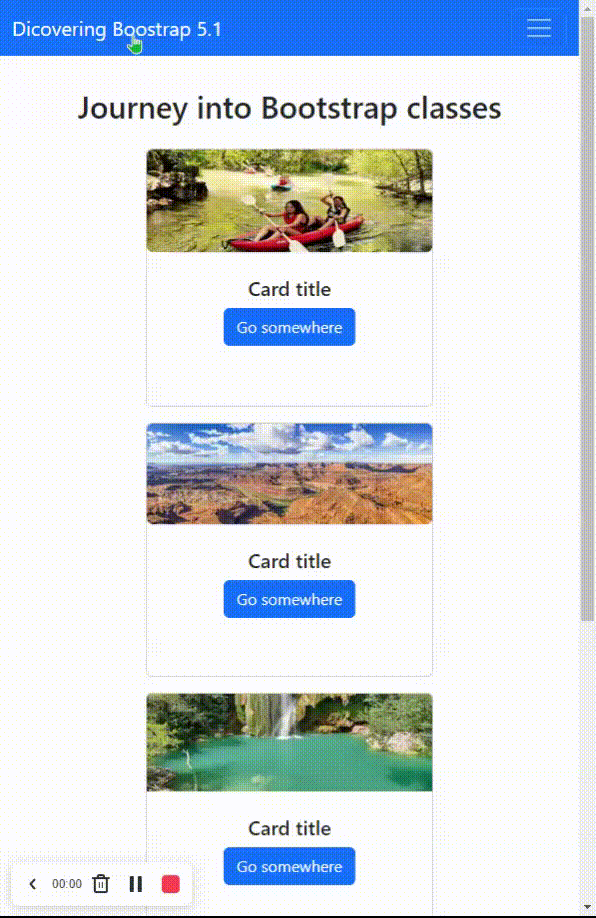 Dicovering Boostrap 5.1
Journey into Bootstrap classes
Card title
Go somewhere
Card title
Go somewhere
Card title
Go somewhere
00:00